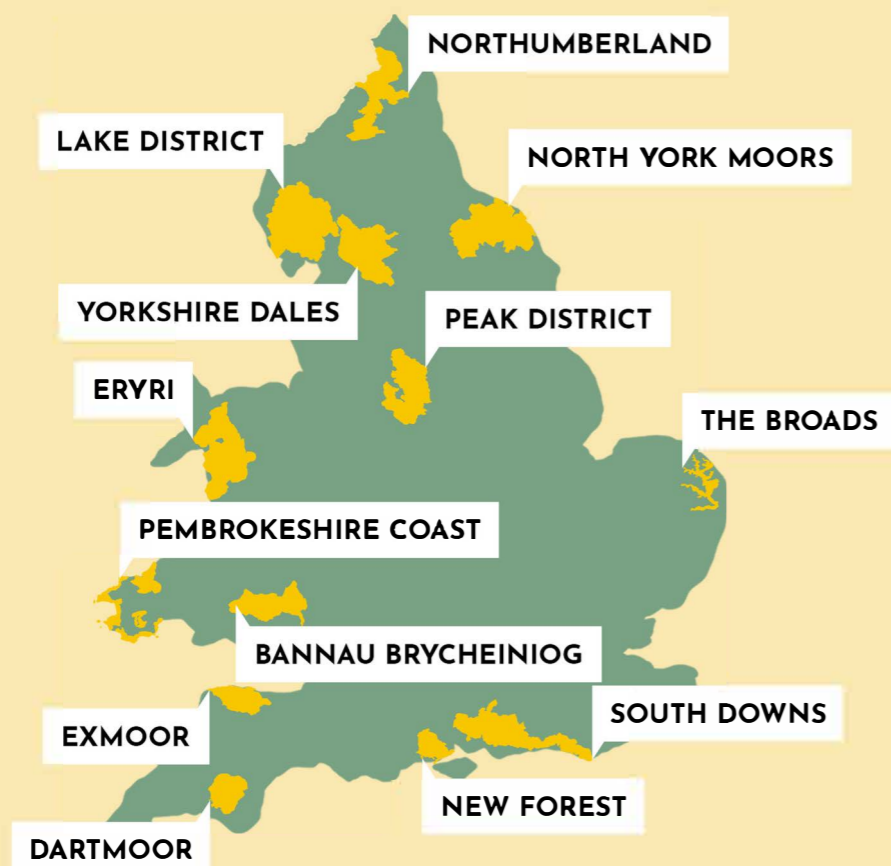 NORTHUMBERLAND
LAKE DISTRICT
NORTH YORK MOORS
YORKSHIRE DALES
PEAK DISTRICT
ERYRI
THE BROADS
PEMBROKESHIRE COAST
BANNAU BRYCHEINIOG
EXMOOR
SOUTH DOWNS
NEW FOREST
DARTMOOR